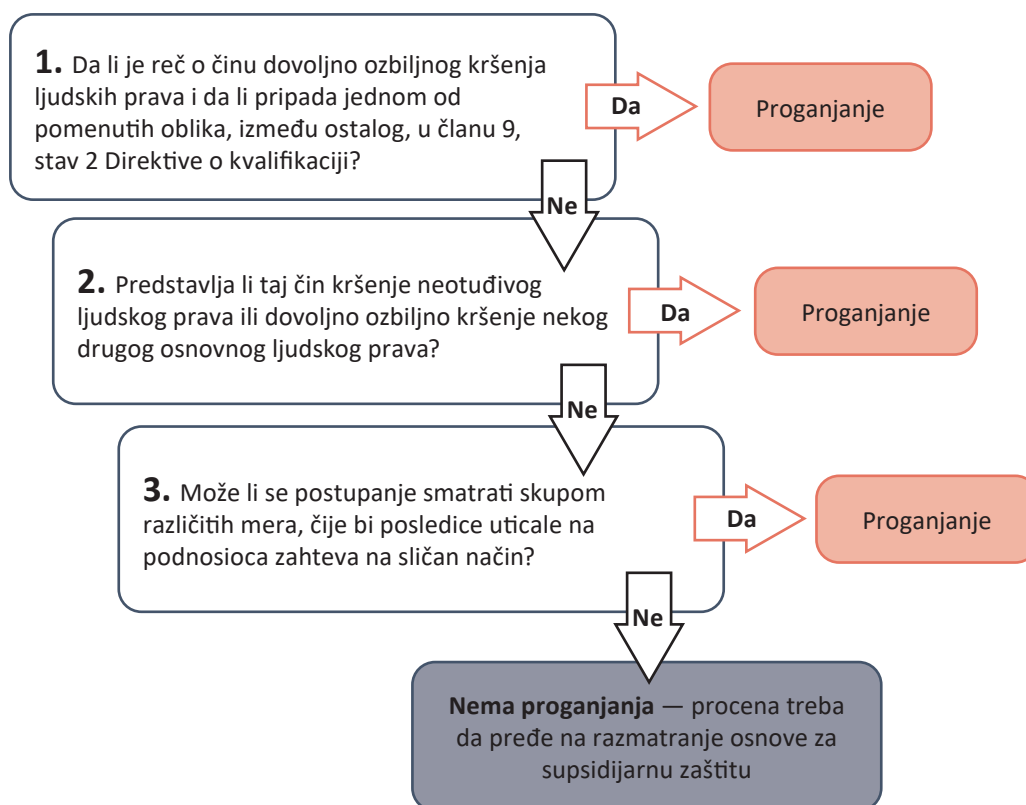 1. Da li je reč o činu dovoljno ozbiljnog kršenja
ljudskih prava i da li pripada jednom od
pomenutih oblika, između ostalog, u članu 9,
stav 2 Direktive o kvalifikaciji?
Da
Proganjanje
Ne
2. Predstavlja li taj čin kršenje neotuđivog
ljudskog prava ili dovoljno ozbiljno kršenje nekog
drugog osnovnog ljudskog prava?
Da
Proganjanje
Ne
3. Može li se postupanje smatrati skupom
različitih mera, čije bi posledice uticale na
podnosioca zahteva na sličan način?
Da
Proganjanje
Ne
Nema proganjanja — procena treba
da pređe na razmatranje osnove za
supsidijarnu zaštitu